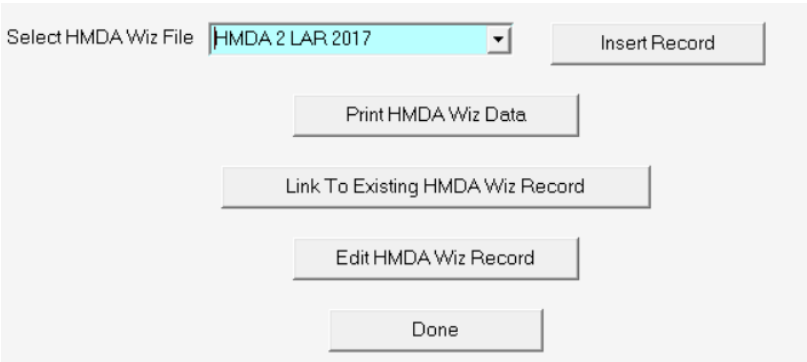 Select HMDA Wiz File HMDA 2 LAR 2017 Insert Record
Print HMDA Wiz Data
Link To Existing HMDA Wiz Record
Edit HMDA Wiz Record
Done